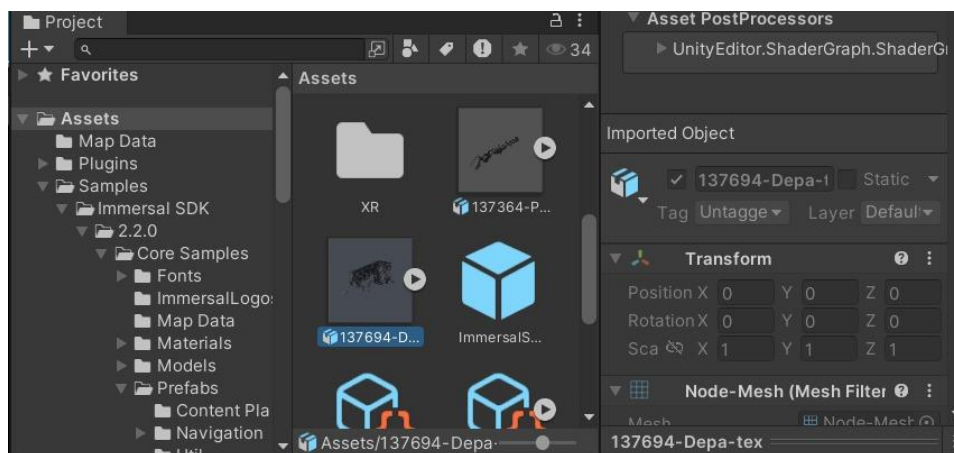 Project
34
Favorites
Assets
Map Data
Plugins
Samples
Immersal SDK
2.2.0
Core Samples
Fonts
ImmersalLogo
Map Data
Materials
Models
Prefabs
Content Pla
Navigation
Assets
XR
137364-P...
137694-D...
ImmersalS...
Assets/137694-Depa-
Asset PostProcessors
UnityEditor.ShaderGraph.ShaderG
Imported Object
137694-Depa-t Static
Tag Untagge Layer Defaul
Transform
Position X 0 Y 0 Z 0
Rotation X 0 Y 0 Z 0
Sca X 1 Y 1 Z 1
Node-Mesh (Mesh Filter
Mesh Node-Mesh
137694-Depa-tex